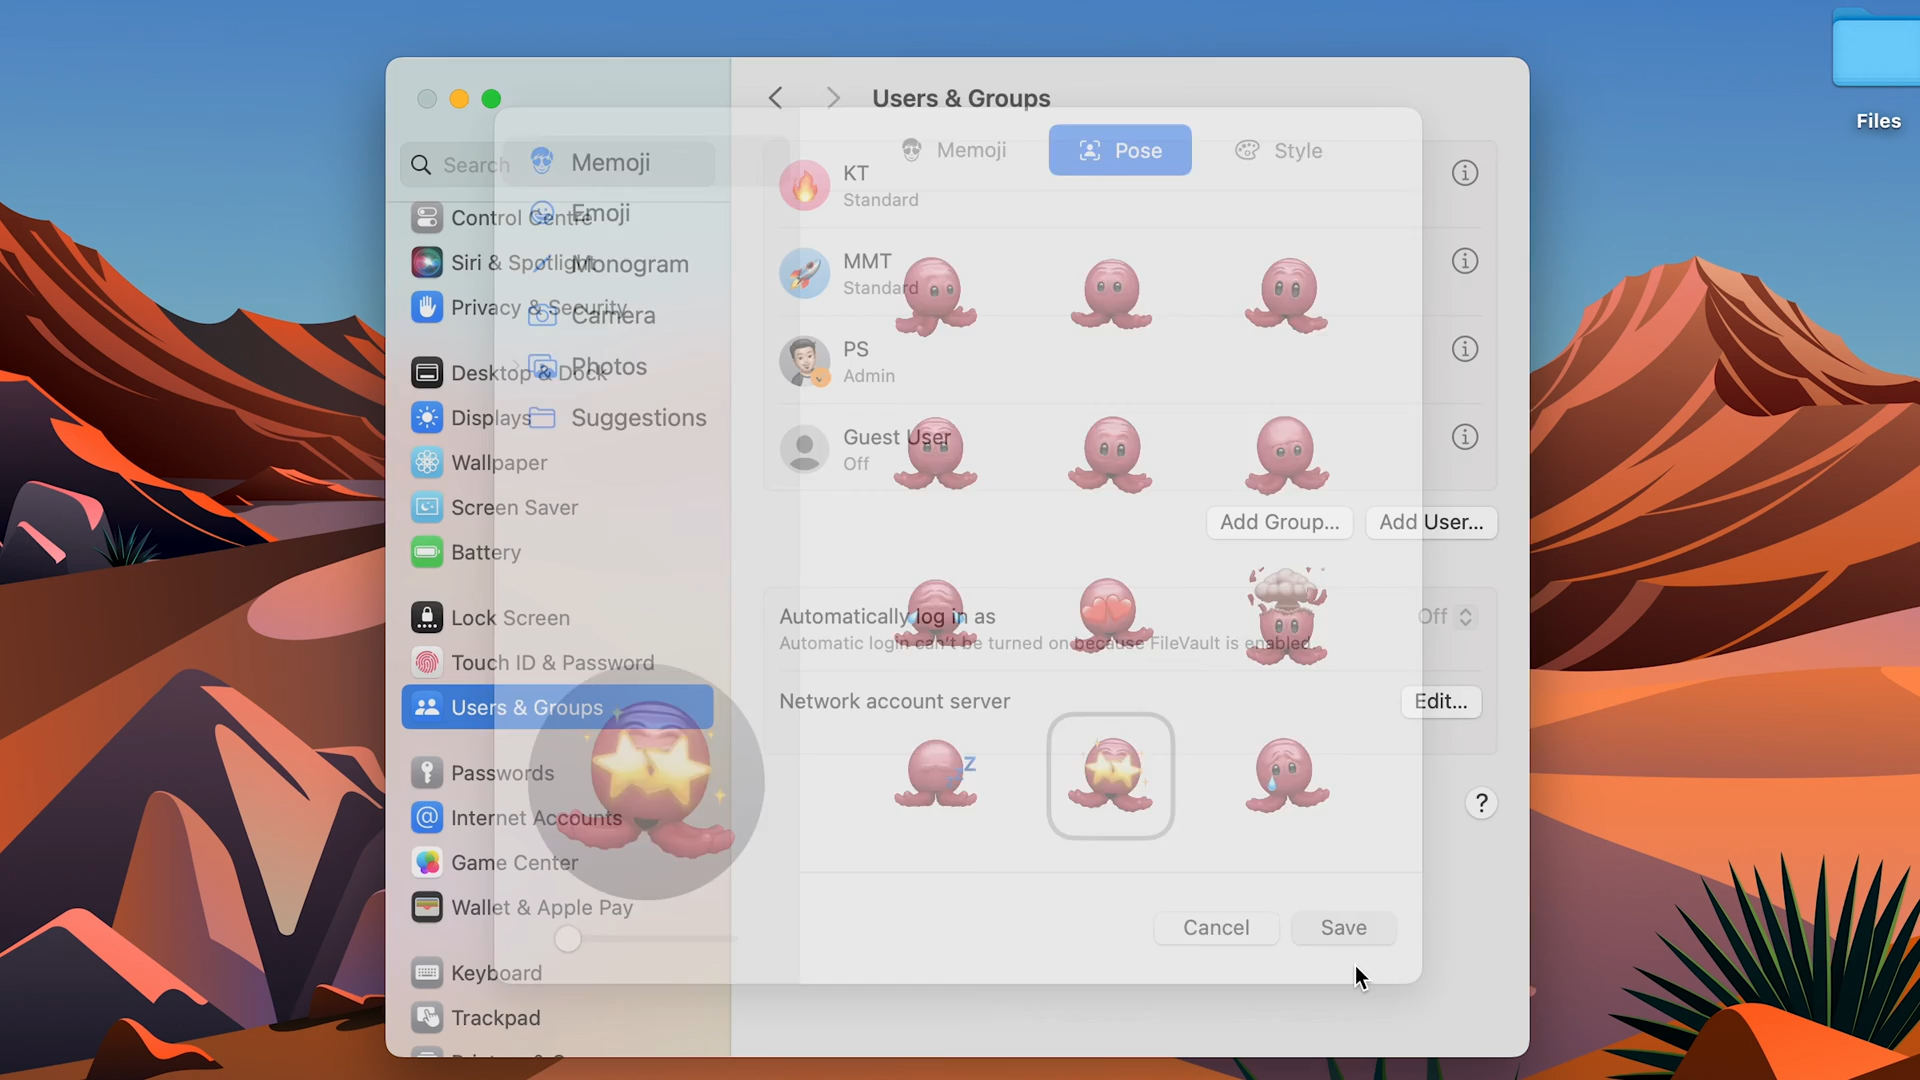 Users & Groups
Files
Search
Control Centre
Siri & Spotlight
Privacy & Security
Desktop & Dock
Displays
Wallpaper
Screen Saver
Battery
Lock Screen
Touch ID & Password
Users & Groups
Passwords
Internet Accounts
Game Center
Wallet & Apple Pay
Keyboard
Trackpad
Memoji
Emoji
Monogram
Camera
Photos
Suggestions
Memoji
Pose
Style
KT
Standard
MMT
Standard
PS
Admin
Guest User
Off
Add Group...
Add User...
Automatically log in as
Off
Automatic login can't be turned on because FileVault is enabled.
Network account server
Edit...
Z
?
Cancel
Save